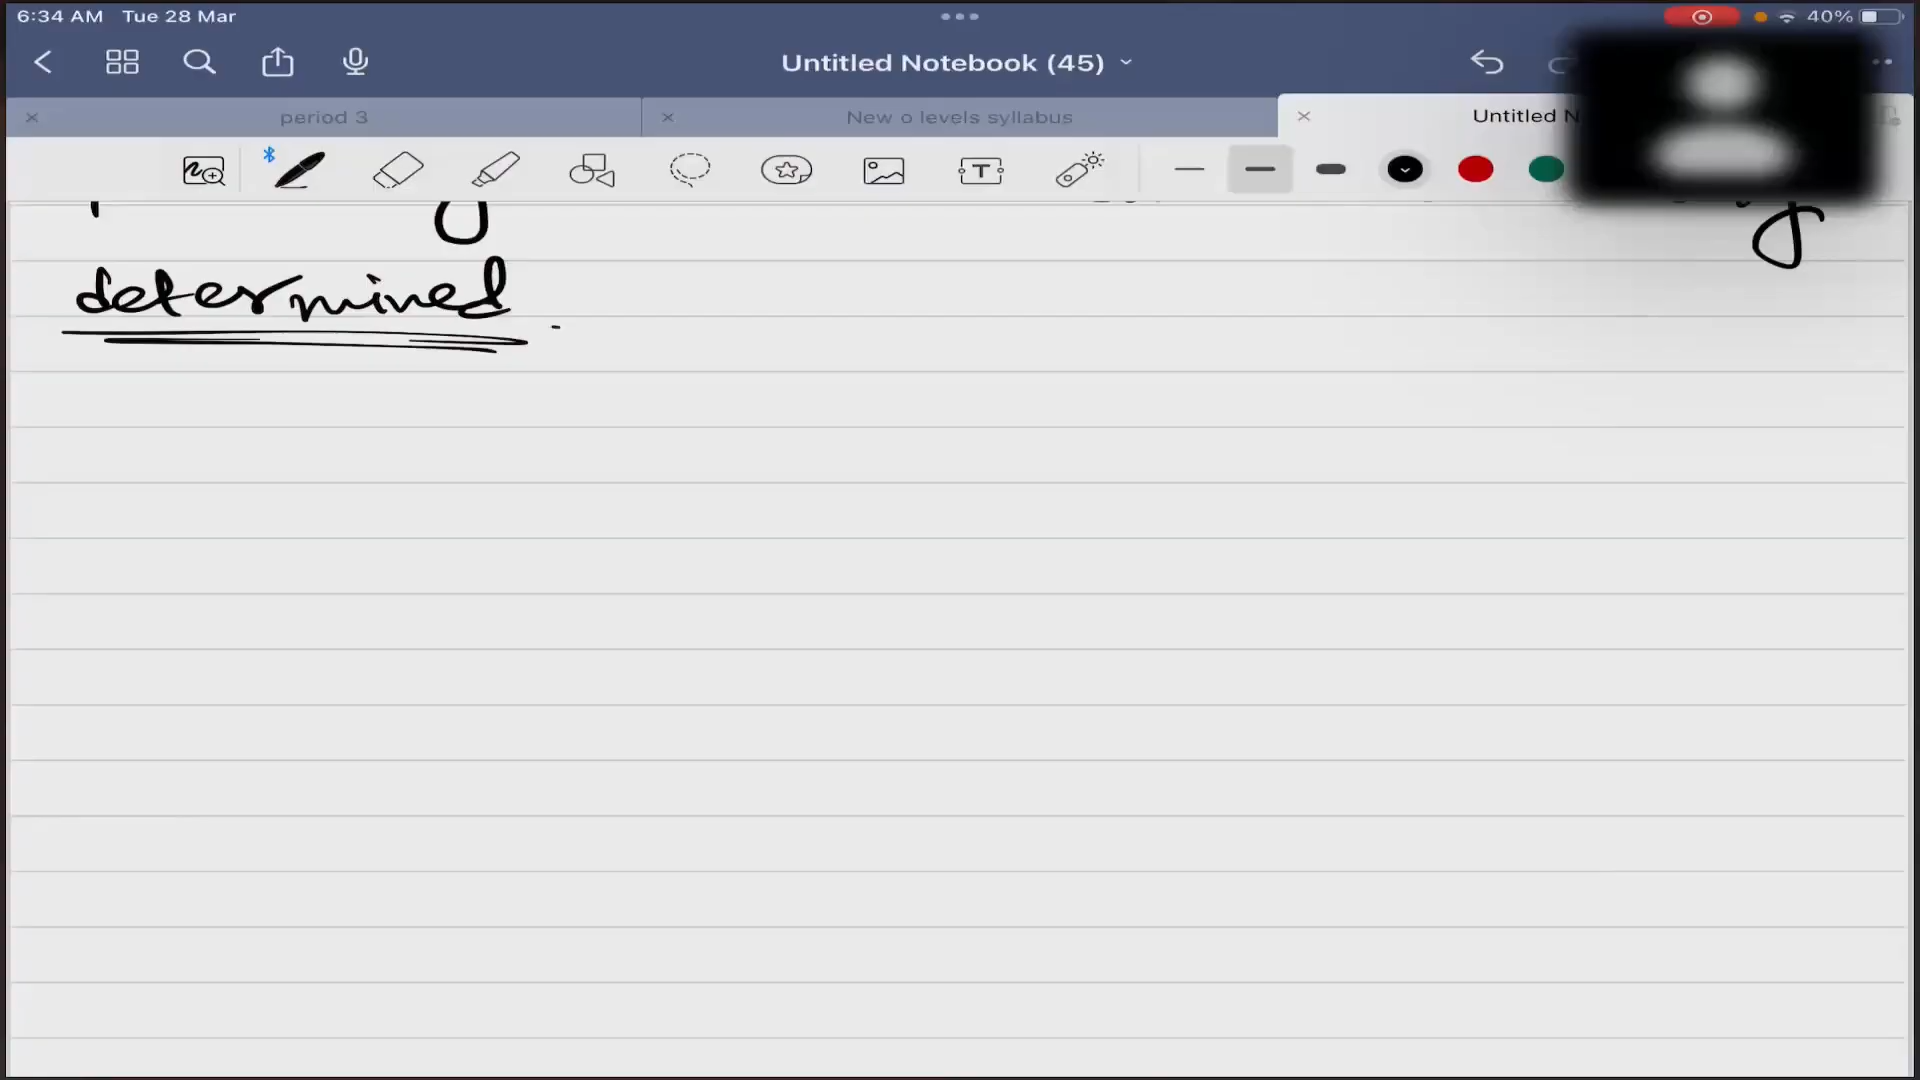 6:34 AM Tue 28 Mar
40%
Untitled Notebook (45)
period 3
New o levels syllabus
Untitled N
T
determined.